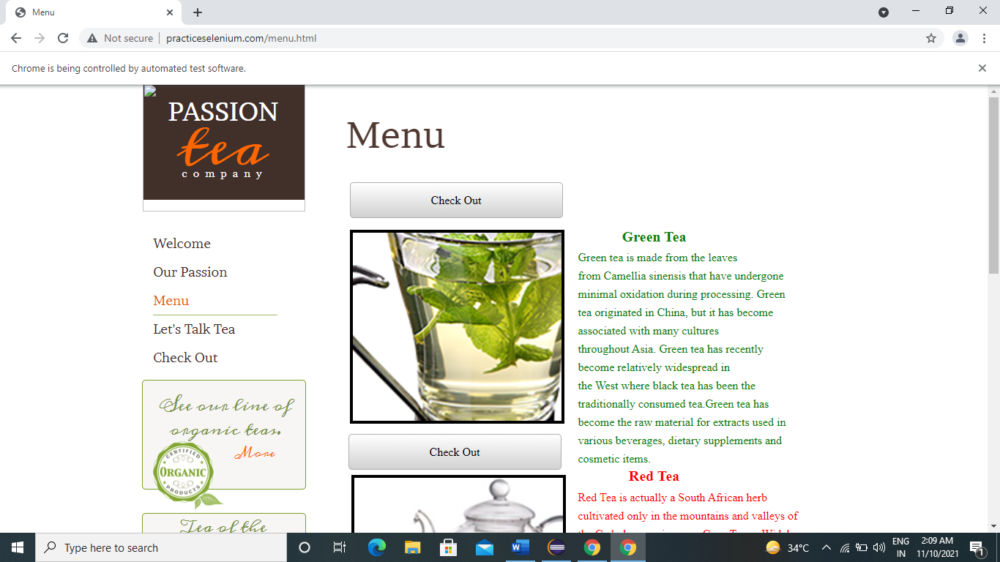 Menu
Not secure
practiceselenium.com/menu.html
Chrome is being controlled by automated test software.
PASSION
tea
company
Menu
Check Out
Welcome
Our Passion
Menu
Let's Talk Tea
Check Out
See our line of
organic teas.
More
CERTIFIED
ORGANIC
PRODUCTS
Tea of the
Green Tea
Green tea is made from the leaves
from Camellia sinensis that have undergone
minimal oxidation during processing. Green
tea originated in China, but it has become
associated with many cultures
throughout Asia. Green tea has recently
become relatively widespread in
the West where black tea has been the
traditionally consumed tea.Green tea has
become the raw material for extracts used in
various beverages, dietary supplements and
cosmetic items.
Check Out
Red Tea
Red Tea is actually a South African herb
cultivated only in the mountains and valleys of
Type here to search
34°C
ENG
IN
2:09 AM
11/10/2021
1